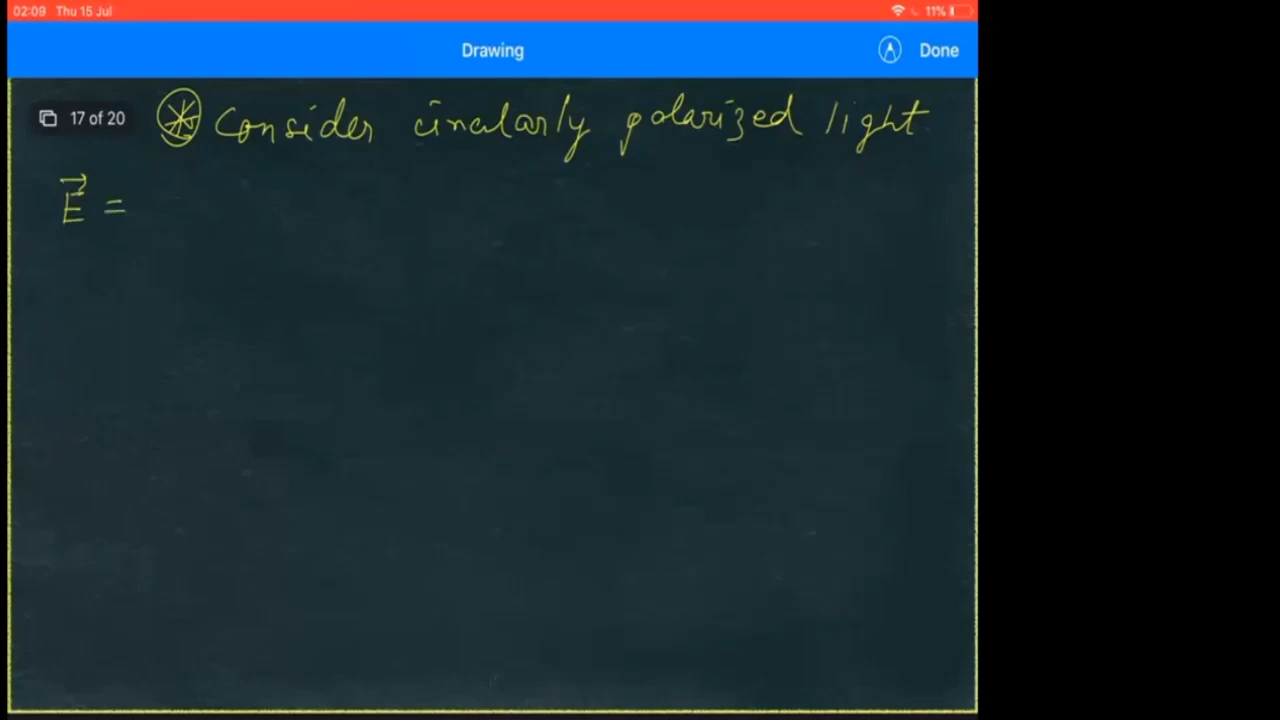 02:09 Thu 15 Jul 11%
Drawing Done
17 of 20
Consider circularly polarized light
E⃗ =